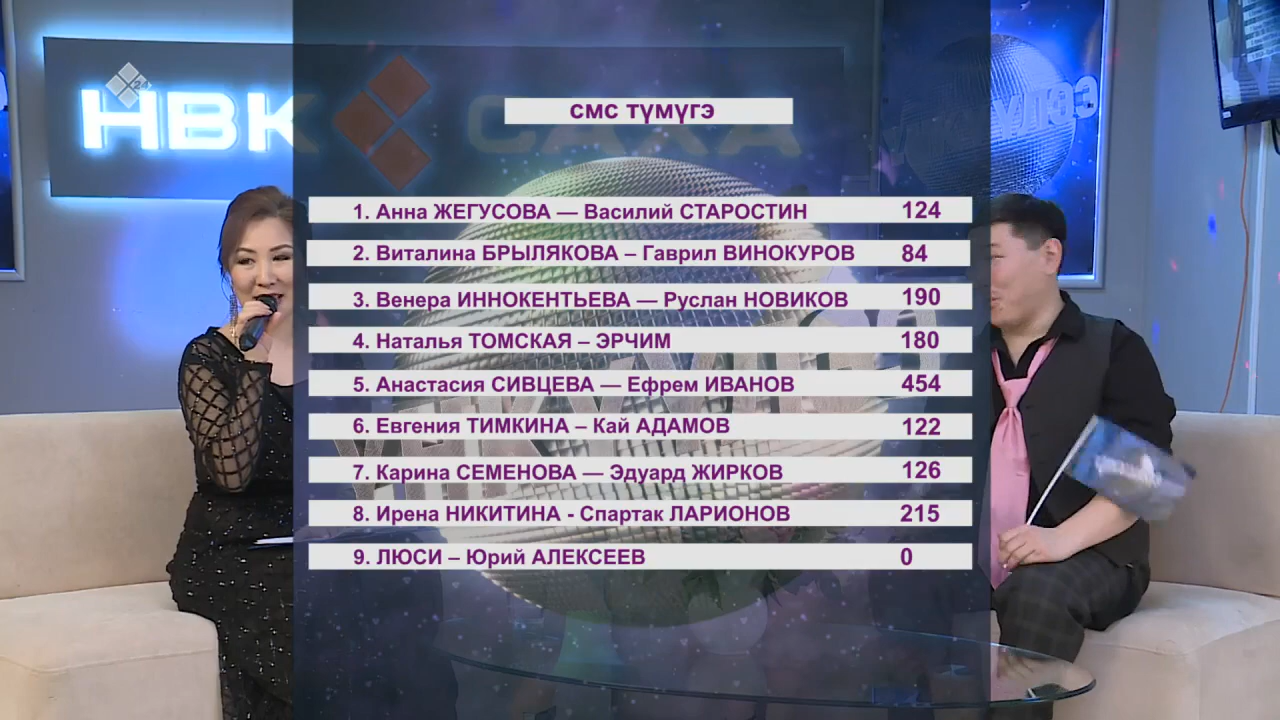 НВК САХА
смс түмүгэ
1. Анна ЖЕГУСОВА — Василий СТАРОСТИН 124
2. Виталина БРЫЛЯКОВА – Гаврил ВИНОКУРОВ 84
3. Венера ИННОКЕНТЬЕВА — Руслан НОВИКОВ 190
4. Наталья ТОМСКАЯ – ЭРЧИМ 180
5. Анастасия СИВЦЕВА — Ефрем ИВАНОВ 454
6. Евгения ТИМКИНА – Кай АДАМОВ 122
7. Карина СЕМЕНОВА — Эдуард ЖИРКОВ 126
8. Ирена НИКИТИНА - Спартак ЛАРИОНОВ 215
9. ЛЮСИ – Юрий АЛЕКСЕЕВ 0